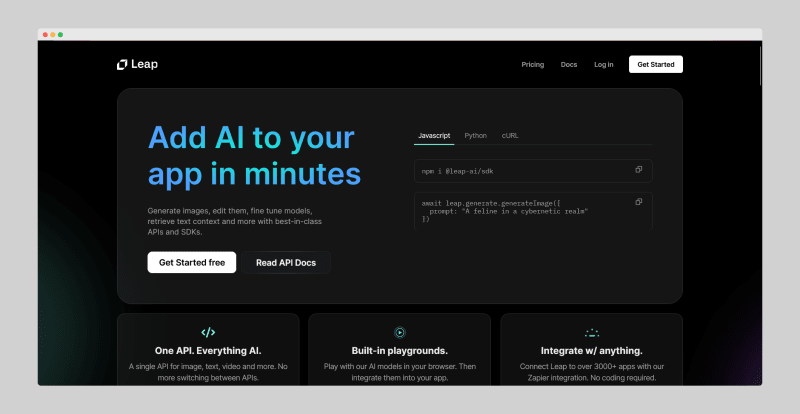 Leap
Pricing
Docs
Log in
Get Started
Add AI to your
app in minutes
Generate images, edit them, fine tune models,
retrieve text context and more with best-in-class
APIs and SDKs.
Get Started free
Read API Docs
Javascript
Python
cURL
npm i @leap-ai/sdk
await leap.generate.generateImage({
prompt: "A feline in a cybernetic realm"
})
One API. Everything AI.
A single API for image, text, video and more. No
more switching between APIs.
Built-in playgrounds.
Play with our AI models in your browser. Then
integrate them into your app.
Integrate w/ anything.
Connect Leap to over 3000+ apps with our
Zapier integration. No coding required.